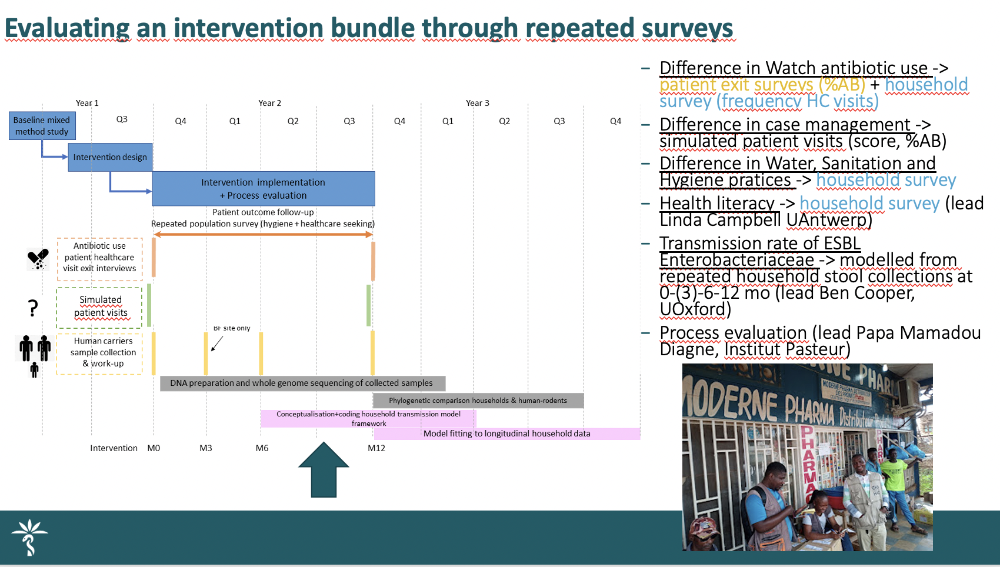 Evaluating an intervention bundle through repeated surveys
Year 1
Year 2
Year 3
Q3
Q4
Q1
Q2
Q3
Q4
Q1
Q2
Q3
Q4
Baseline mixed
method study
Intervention design
Intervention implementation
+ Process evaluation
Patient outcome follow-up
Repeated population survey (hygiene + healthcare seeking)
Antibiotic use
patient healthcare
visit exit interviews
?
Simulated
patient visits
BF site only
Human carriers
sample collection
& work-up
DNA preparation and whole genome sequencing of collected samples
Phylogenetic comparison households & human-rodents
Conceptualisation+coding household transmission model
framework
Model fitting to longitudinal household data
Intervention
M0
M3
M6
M12
– Difference in Watch antibiotic use ->
patient exit surveys (%AB) + household
survey (frequency HC visits)
– Difference in case management ->
simulated patient visits (score, %AB)
– Difference in Water, Sanitation and
Hygiene pratices -> household survey
– Health literacy -> household survey (lead
Linda Campbell UAntwerp)
– Transmission rate of ESBL
Enterobacteriaceae -> modelled from
repeated household stool collections at
0-(3)-6-12 mo (lead Ben Cooper,
UOxford)
– Process evaluation (lead Papa Mamadou
Diagne, Institut Pasteur)
MODERNE PHARMA
MODERNE PHARMA
PHARMA
PHARM